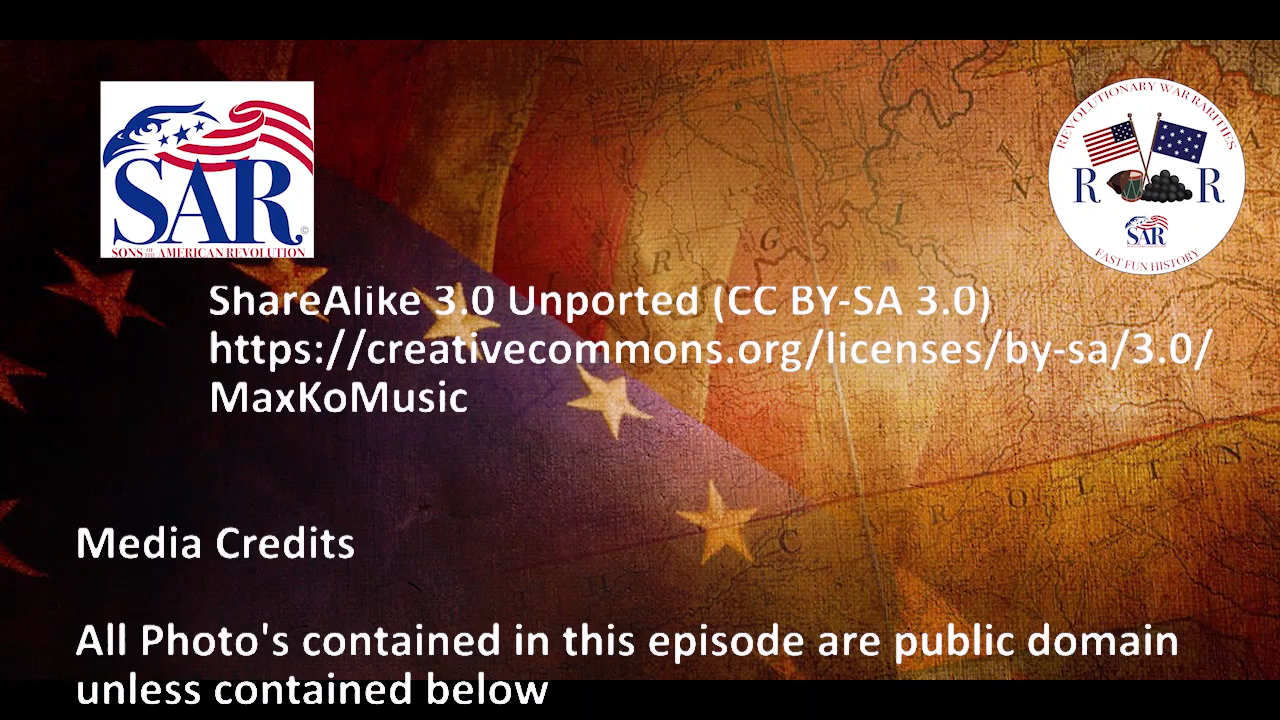 SAR
SONS OF THE AMERICAN REVOLUTION
REVOLUTIONARY WAR RARITIES
R R
SAR
FAST FUN HISTORY
ShareAlike 3.0 Unported (CC BY-SA 3.0)
https://creativecommons.org/licenses/by-sa/3.0/
MaxKoMusic
Media Credits
All Photo's contained in this episode are public domain
unless contained below